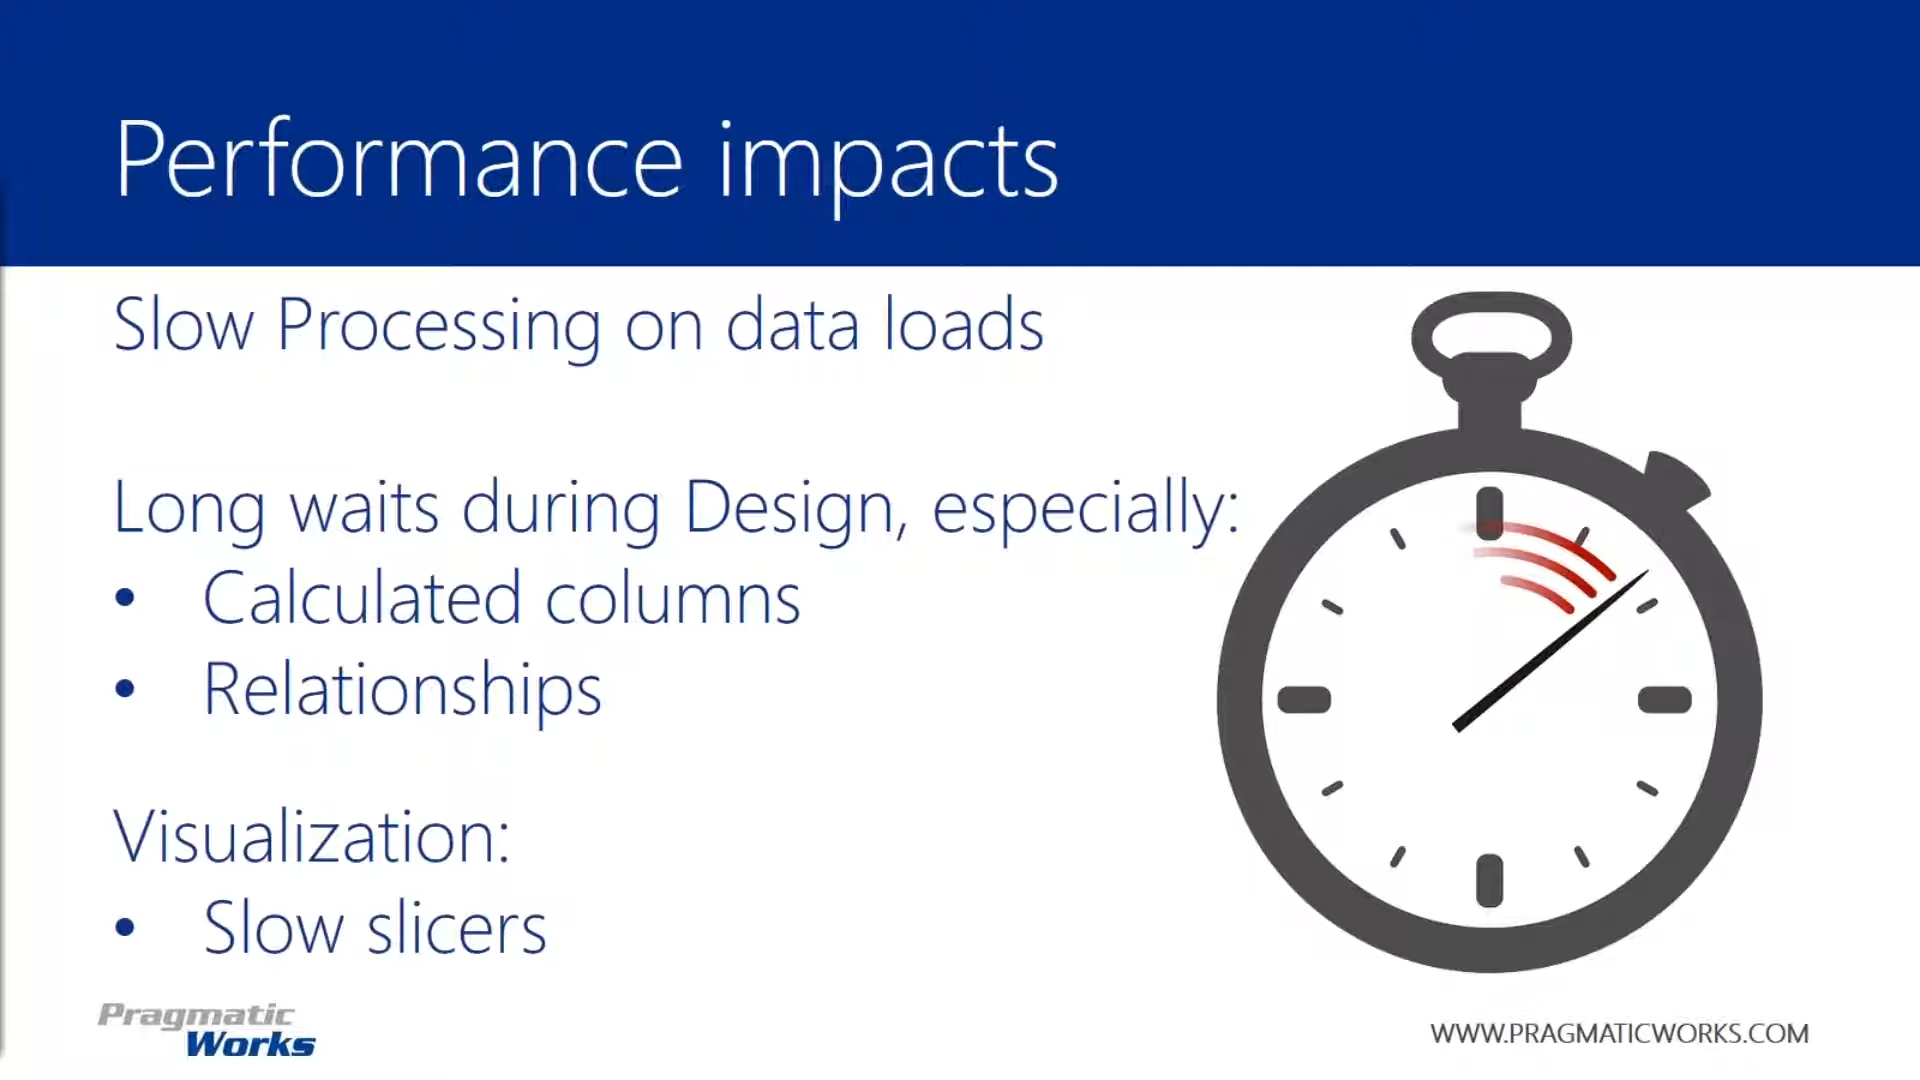 Performance impacts
Slow Processing on data loads
Long waits during Design, especially:
• Calculated columns
• Relationships
Visualization:
• Slow slicers
Pragmatic
Works
WWW.PRAGMATICWORKS.COM